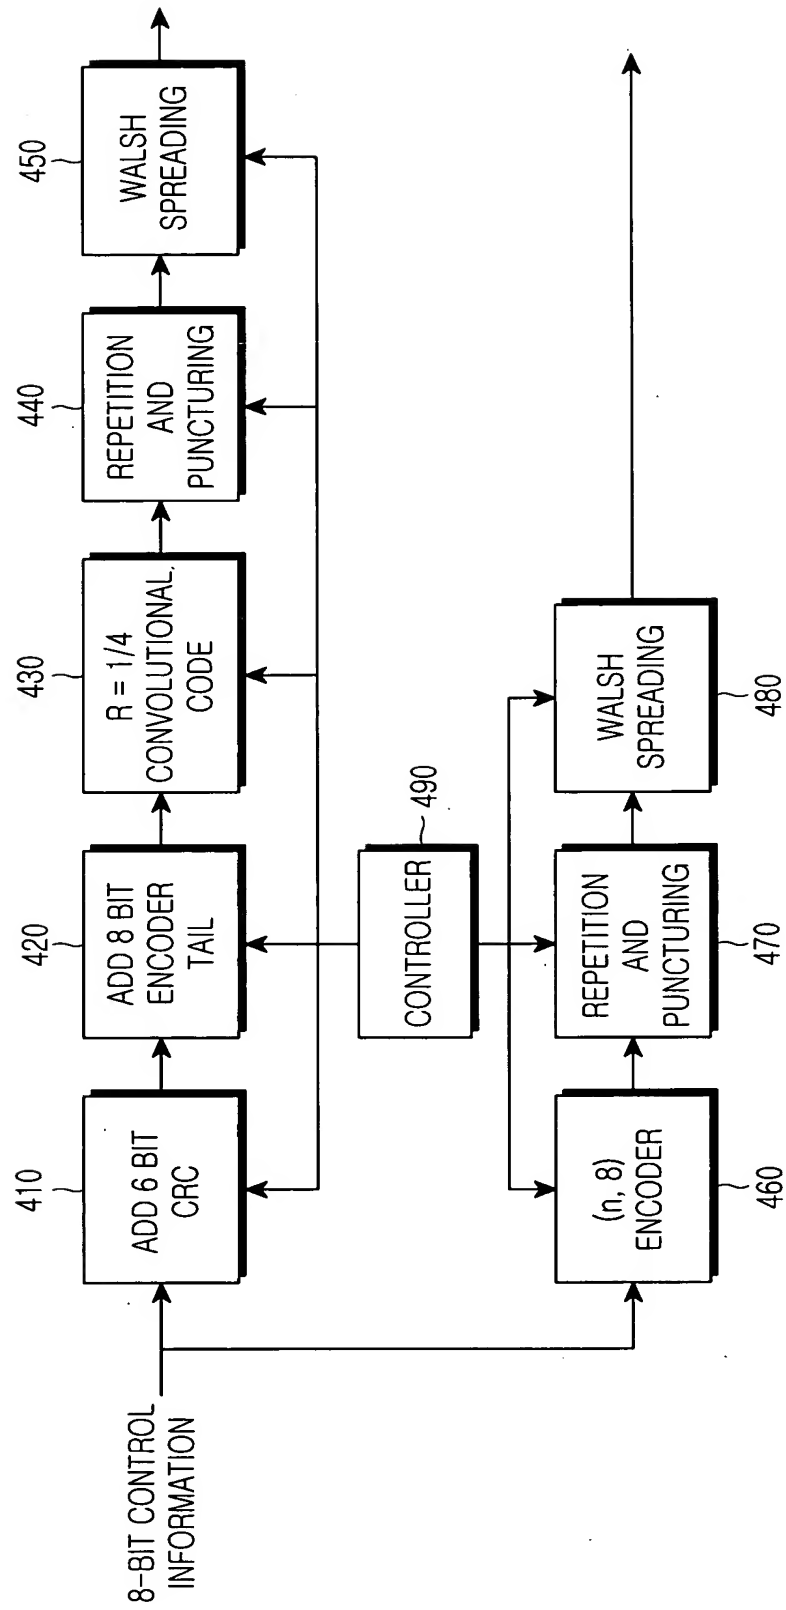 8-BIT CONTROL
INFORMATION
410
ADD 6 BIT
CRC
420
ADD 8 BIT
ENCODER
TAIL
430
R = 1/4
CONVOLUTIONAL
CODE
440
REPETITION
AND
PUNCTURING
450
WALSH
SPREADING
CONTROLLER
490
(n, 8)
ENCODER
460
REPETITION
AND
PUNCTURING
470
WALSH
SPREADING
480